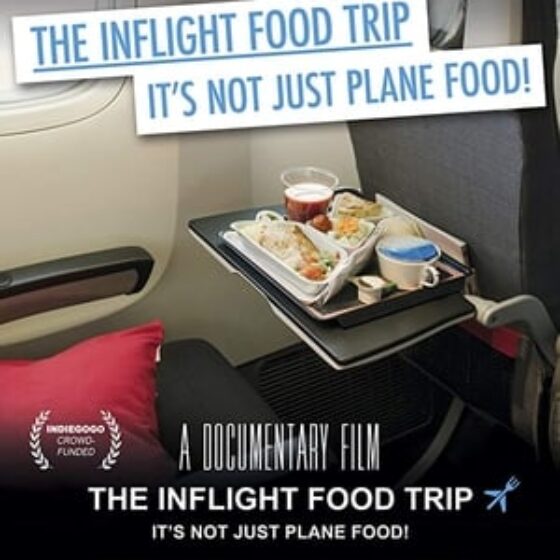 THE INFLIGHT FOOD TRIP
IT'S NOT JUST PLANE FOOD!
INDIEGOGO
CROWD-
FUNDED
A DOCUMENTARY FILM
THE INFLIGHT FOOD TRIP
IT'S NOT JUST PLANE FOOD!